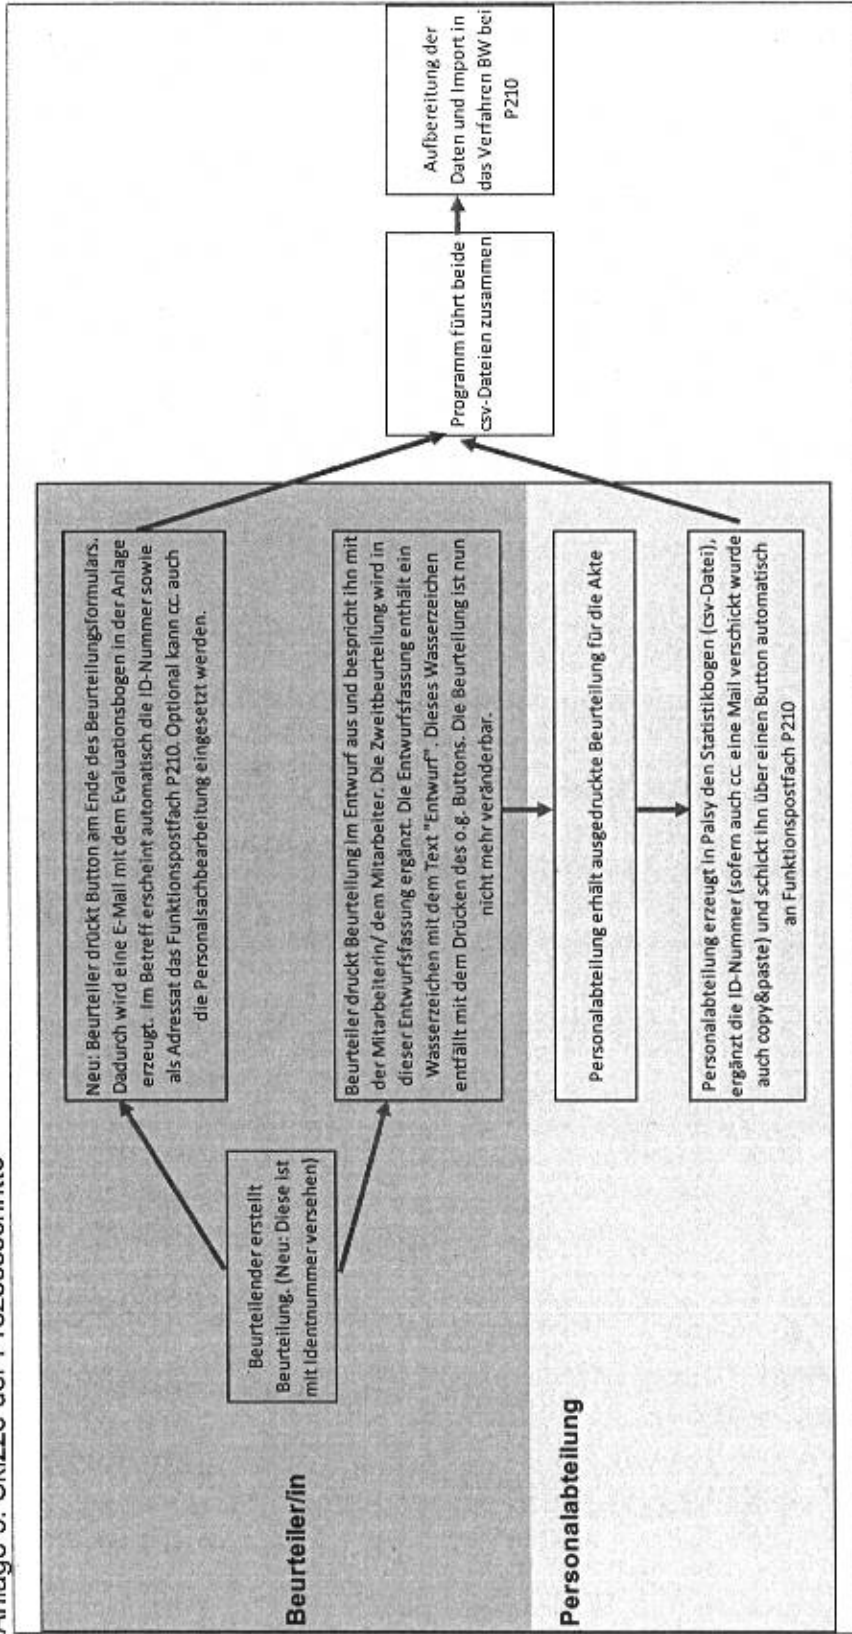 Anlage 3: Skizze der Prozessschritte
Beurteiler/in
Beurteilender erstellt
Beurteilung. (Neu: Diese ist
mit Identnummer versehen)
Neu: Beurteiler drückt Button am Ende des Beurteilungsformulars.
Dadurch wird eine E-Mail mit dem Evaluationsbogen in der Anlage
erzeugt. Im Betreff erscheint automatisch die ID-Nummer sowie
als Adressat das Funktionspostfach P210. Optional kann cc. auch
die Personalsachbearbeitung eingesetzt werden.
Beurteiler druckt Beurteilung im Entwurf aus und bespricht ihn mit
der Mitarbeiterin/ dem Mitarbeiter. Die Zweitbeurteilung wird in
dieser Entwurfsfassung ergänzt. Die Entwurfsfassung enthält ein
Wasserzeichen mit dem Text "Entwurf". Dieses Wasserzeichen
entfällt mit dem Drücken des o.g. Buttons. Die Beurteilung ist nun
nicht mehr veränderbar.
Personalabteilung
Personalabteilung erhält ausgedruckte Beurteilung für die Akte
Personalabteilung erzeugt in Paisy den Statistikbogen (csv-Datei),
ergänzt die ID-Nummer (sofern auch cc. eine Mail verschickt wurde
auch copy&paste) und schickt ihn über einen Button automatisch
an Funktionspostfach P210
Programm führt beide
csv-Dateien zusammen
Aufbereitung der
Daten und Import in
das Verfahren BW bei
P210